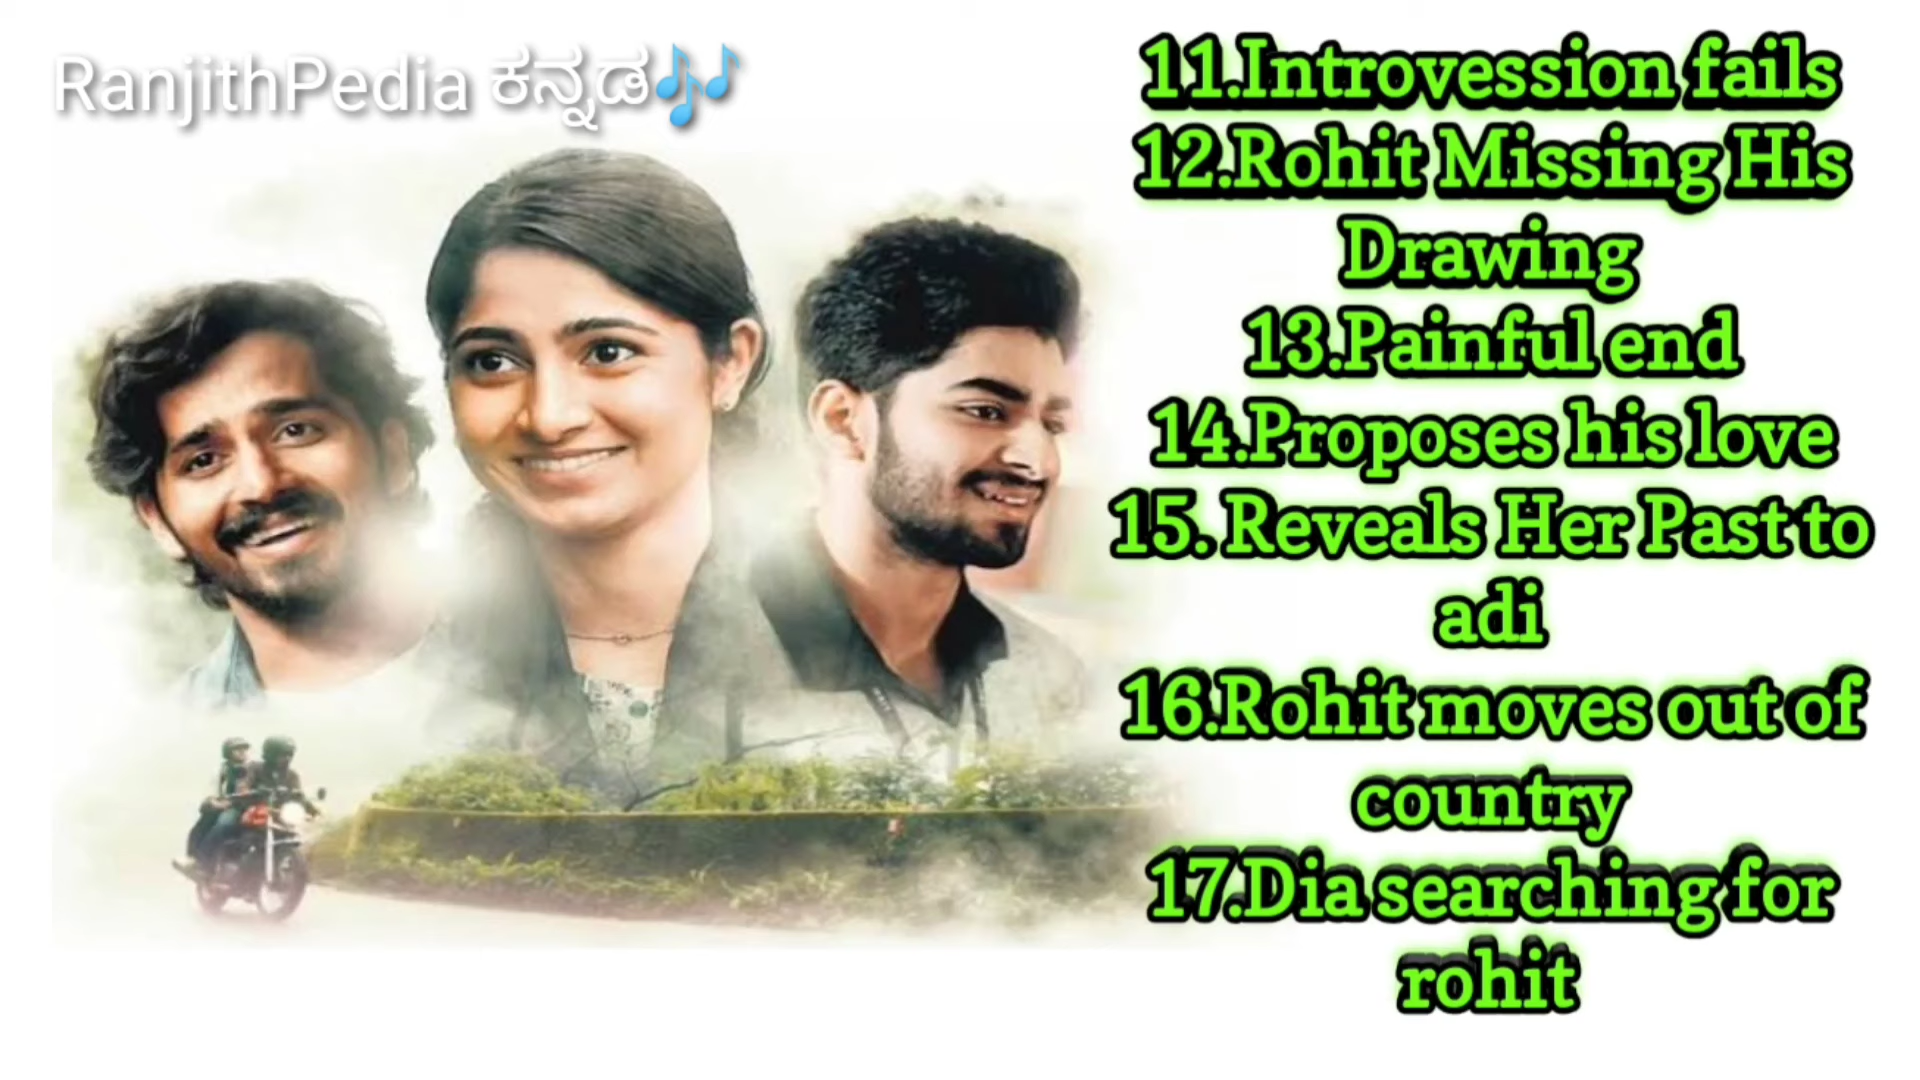 RanjithPedia ಕನ್ನಡ🎶
11.Introvession fails
12.Rohit Missing His
Drawing
13.Painful end
14.Proposes his love
15. Reveals Her Past to
adi
16.Rohit moves out of
country
17.Dia searching for
rohit